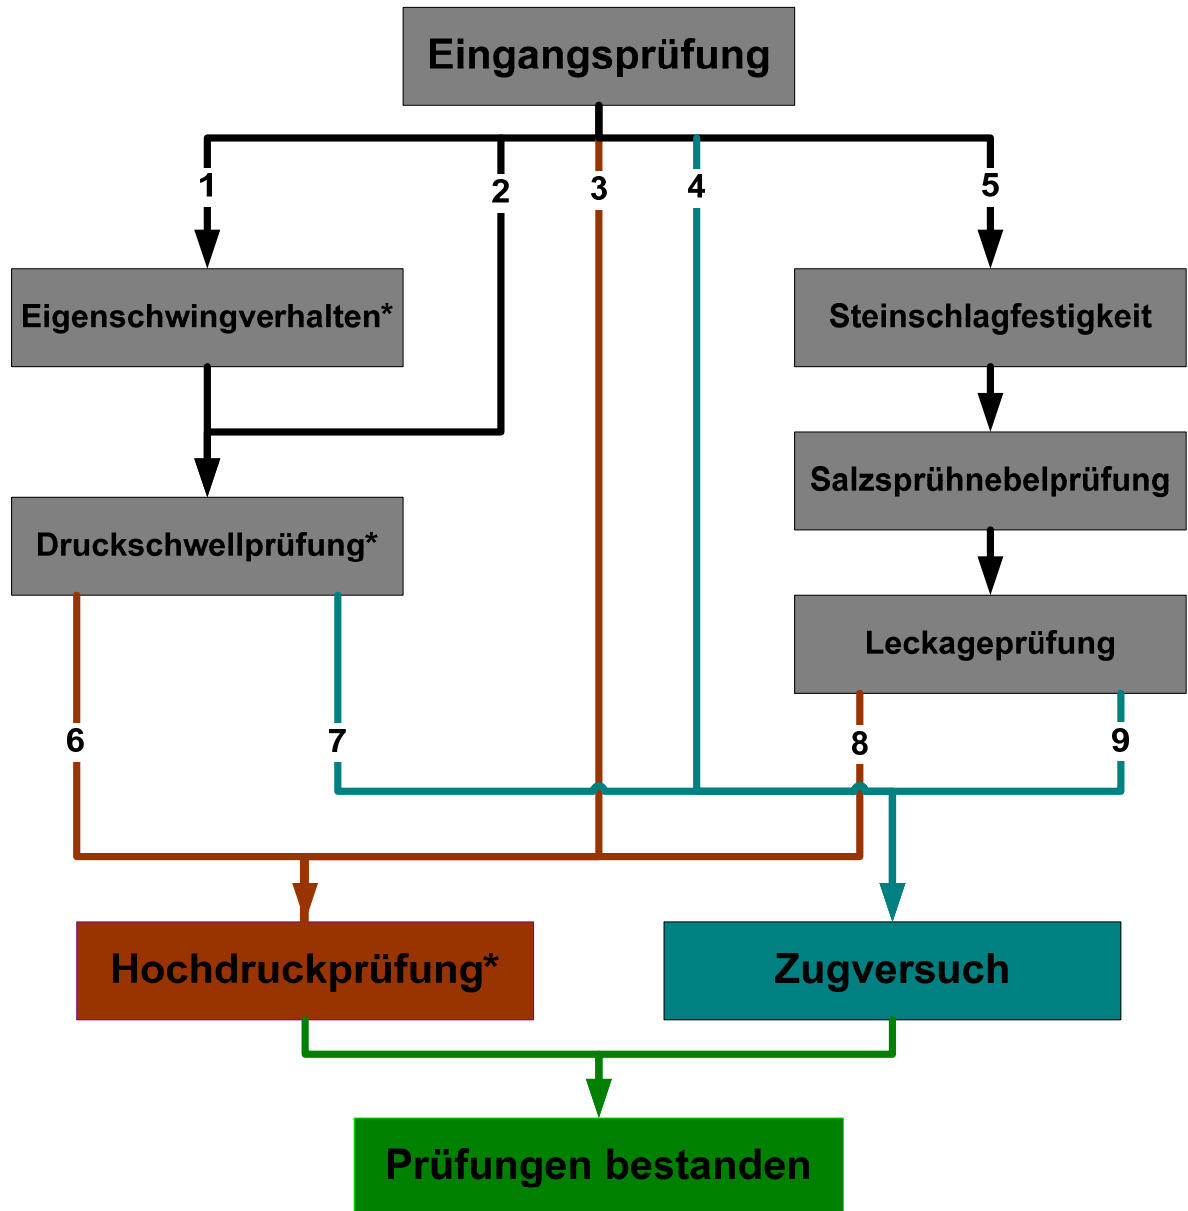 Eingangsprüfung
1
2
3
4
5
Eigenschwingverhalten*
Steinschlagfestigkeit
Salzsprühnebelprüfung
Druckschwellprüfung*
Leckageprüfung
6
7
8
9
Hochdruckprüfung*
Zugversuch
Prüfungen bestanden